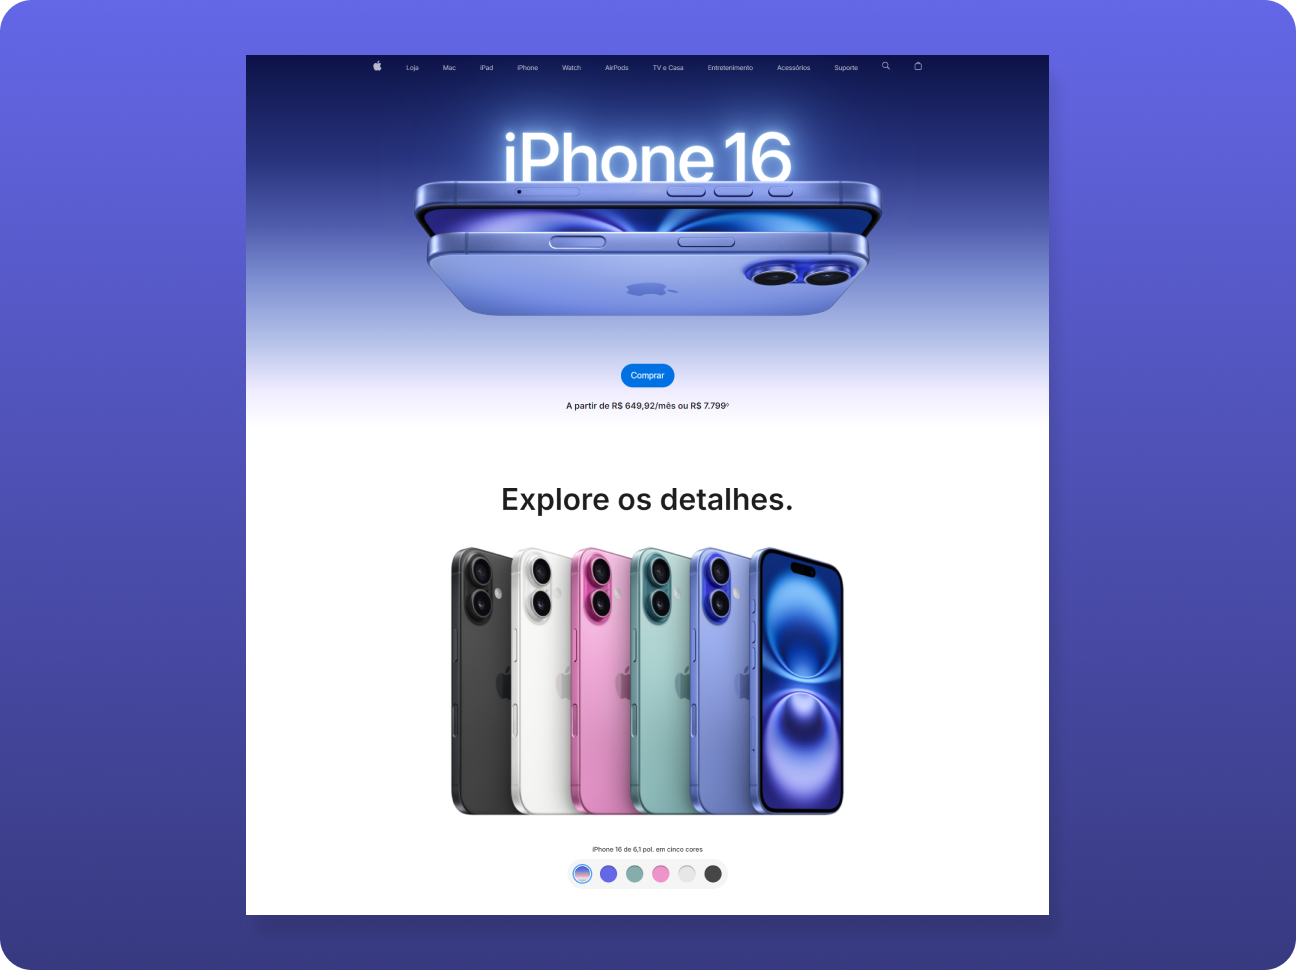 Loja Mac iPad iPhone Watch AirPods TV e Casa Entretenimento Acessórios Suporte
iPhone 16
Comprar
A partir de R$ 649,92/mês ou R$ 7.799◊
Explore os detalhes.
iPhone 16 de 6,1 pol. em cinco cores